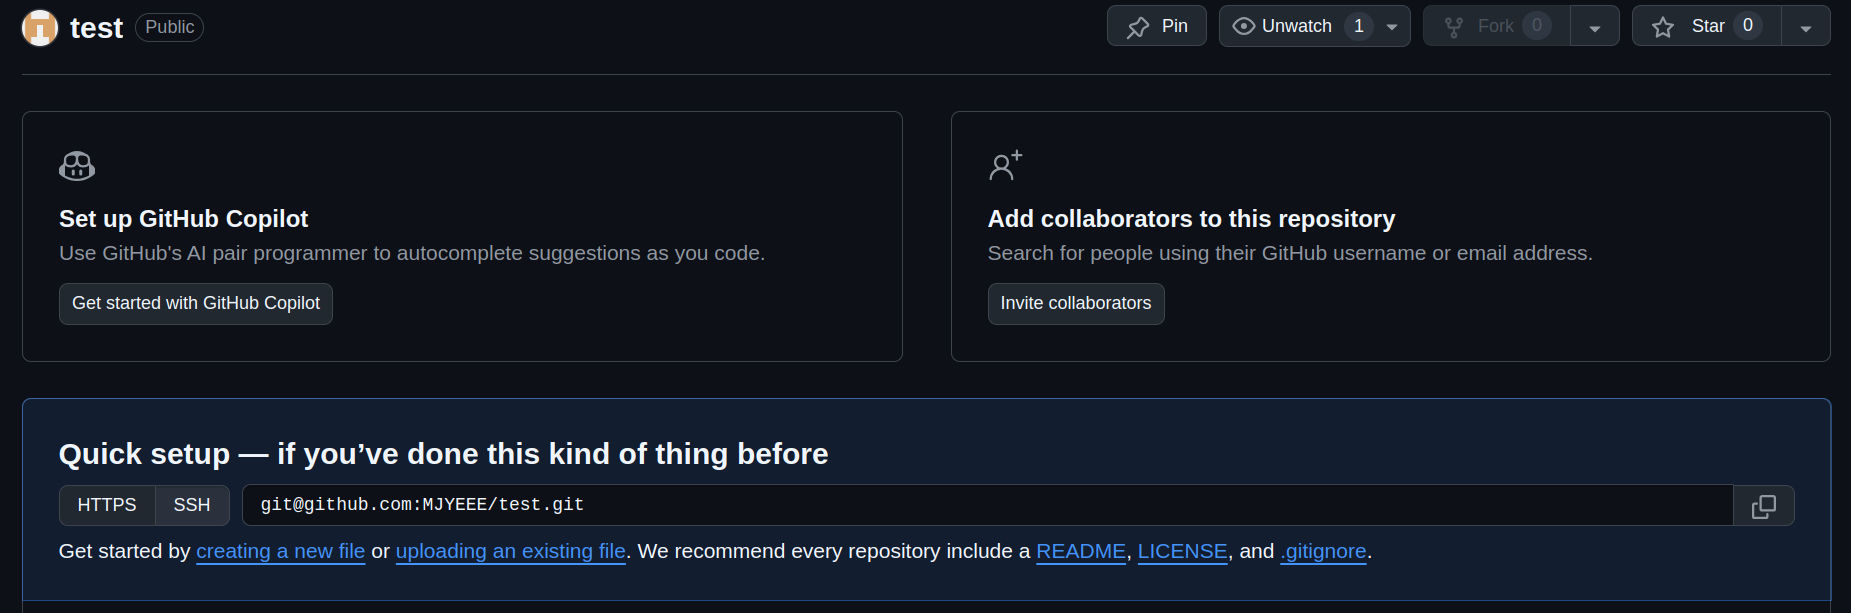 test Public Pin Unwatch 1 Fork 0 Star 0
Set up GitHub Copilot
Use GitHub's AI pair programmer to autocomplete suggestions as you code.
Get started with GitHub Copilot
Add collaborators to this repository
Search for people using their GitHub username or email address.
Invite collaborators
Quick setup — if you’ve done this kind of thing before
HTTPS SSH git@github.com:MJYEEE/test.git
Get started by creating a new file or uploading an existing file. We recommend every repository include a README, LICENSE, and .gitignore.